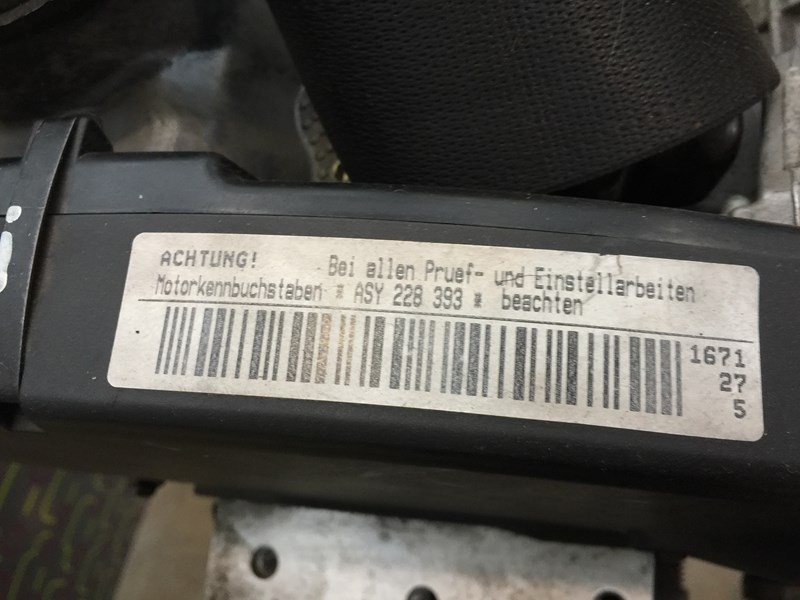 ACHTUNG! Bei allen Pruef- und Einstellarbeiten
Motorkennbuchstaben * ASY 228 393 * beachten
1671
27
5